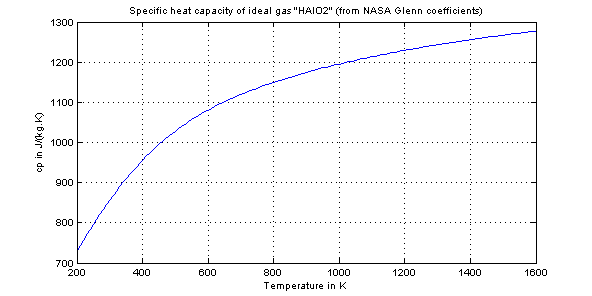 Specific heat capacity of ideal gas "HAlO2" (from NASA Glenn coefficients)
1300
1200
1100
1000
900
800
700
cp in J/(kg.K)
200 400 600 800 1000 1200 1400 1600
Temperature in K